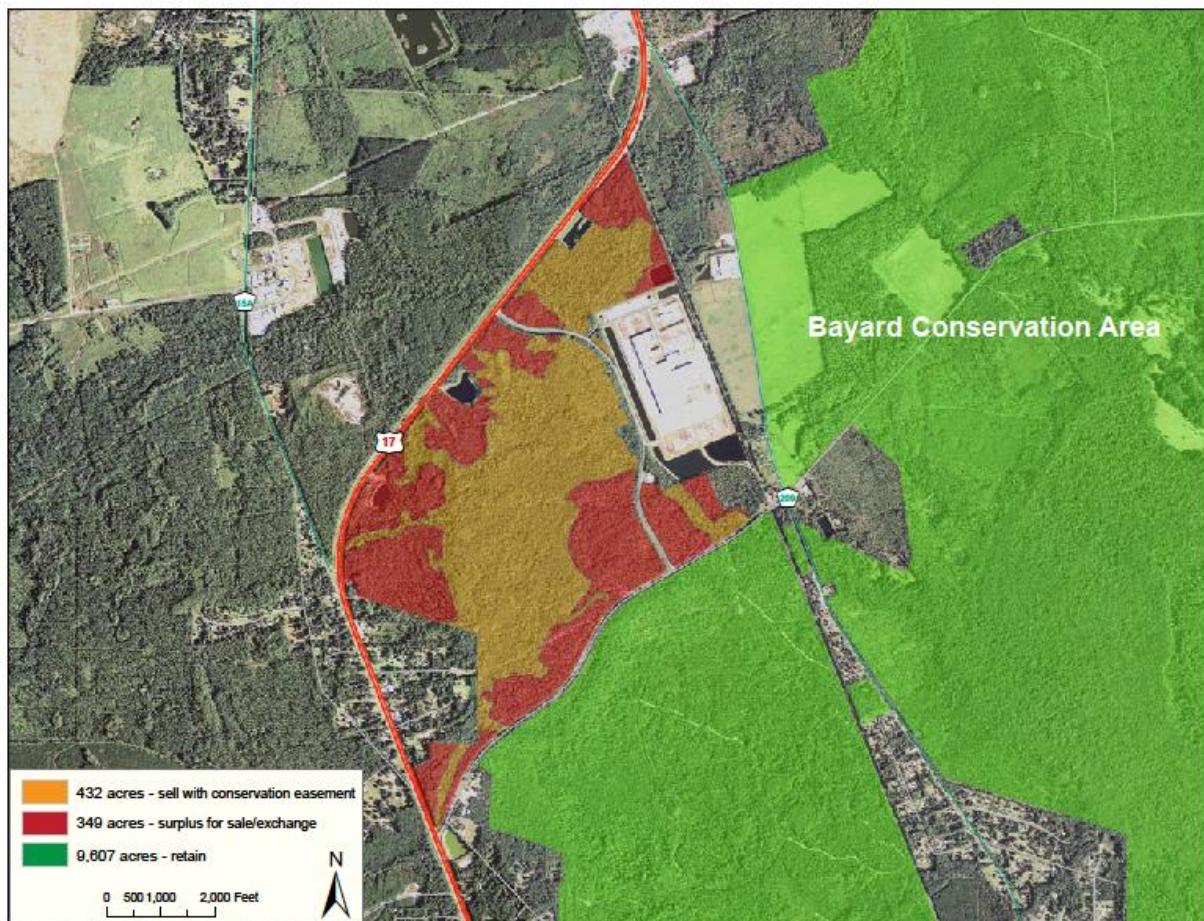 15A
Bayard Conservation Area
17
209
432 acres - sell with conservation easement
349 acres - surplus for sale/exchange
9,607 acres - retain
N
0 500 1,000 2,000 Feet